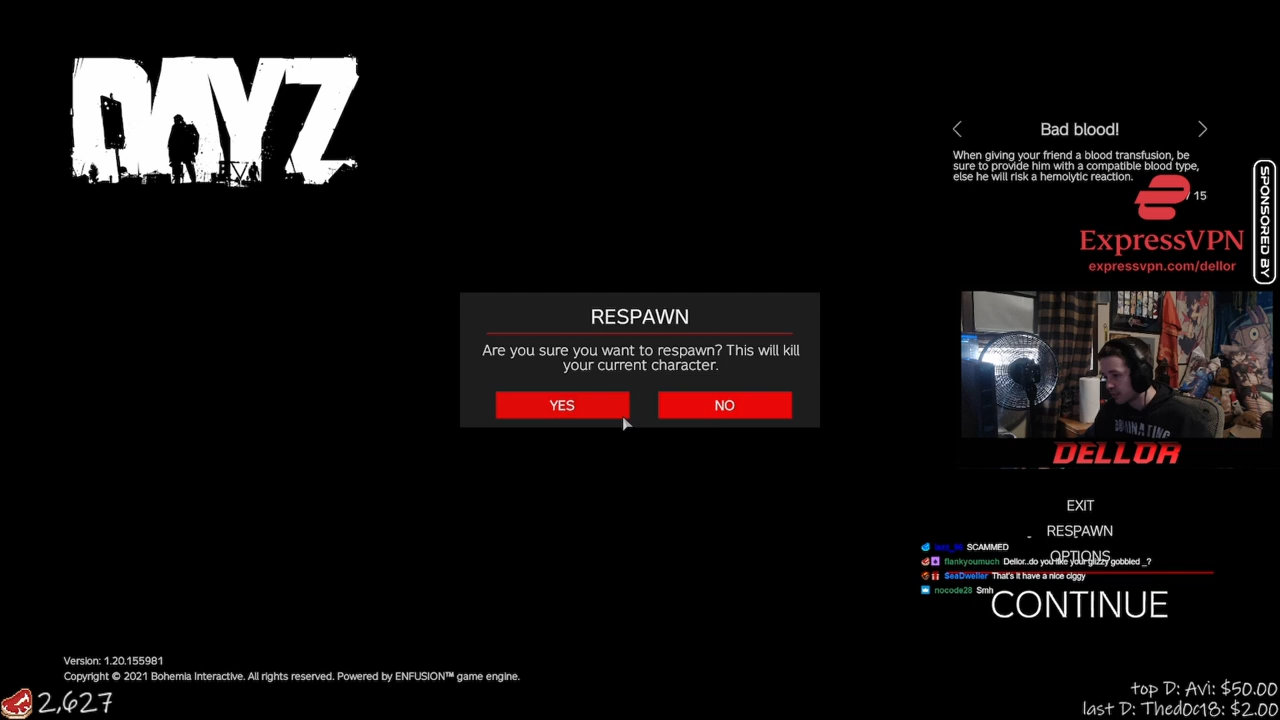 DAYZ
Bad blood!
When giving your friend a blood transfusion, be
sure to provide him with a compatible blood type,
else he will risk a hemolytic reaction.
/ 15
SPONSORED BY
ExpressVPN
expressvpn.com/dellor
RESPAWN
Are you sure you want to respawn? This will kill
your current character.
YES
NO
DOMINATING
DELLOR
EXIT
RESPAWN
OPTIONS
SCAMMED
flankyoumuch Dellor..do you like your glizzy gobbled _?
SeaDweller That's it have a nice ciggy
nocode28 Smh
CONTINUE
Version: 1.20.155981
Copyright © 2021 Bohemia Interactive. All rights reserved. Powered by ENFUSION™ game engine.
2,627
top D: Avi: $50.00
last D: Thed0c18: $2.00